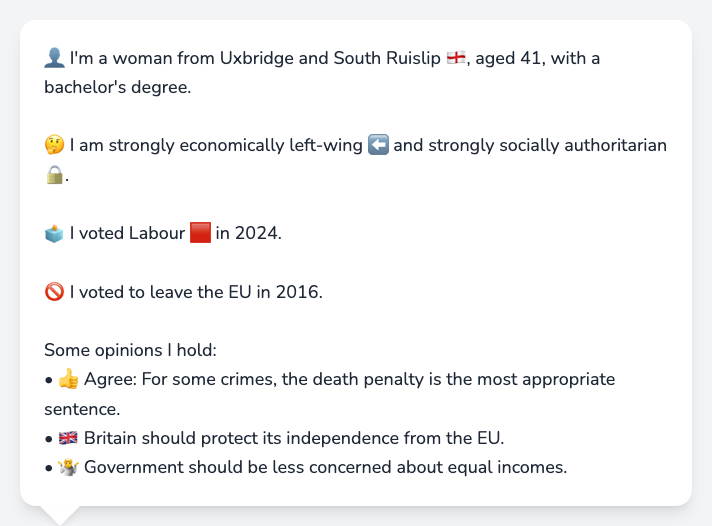 👤 I'm a woman from Uxbridge and South Ruislip 🏴󠁧󠁢󠁥󠁮󠁧󠁿, aged 41, with a
bachelor's degree.
🤔 I am strongly economically left-wing ⬅️ and strongly socially authoritarian
🔒.
🗳️ I voted Labour 🟥 in 2024.
🚫 I voted to leave the EU in 2016.
Some opinions I hold:
• 👍 Agree: For some crimes, the death penalty is the most appropriate
sentence.
• 🇬🇧 Britain should protect its independence from the EU.
• 🤷‍♀️ Government should be less concerned about equal incomes.